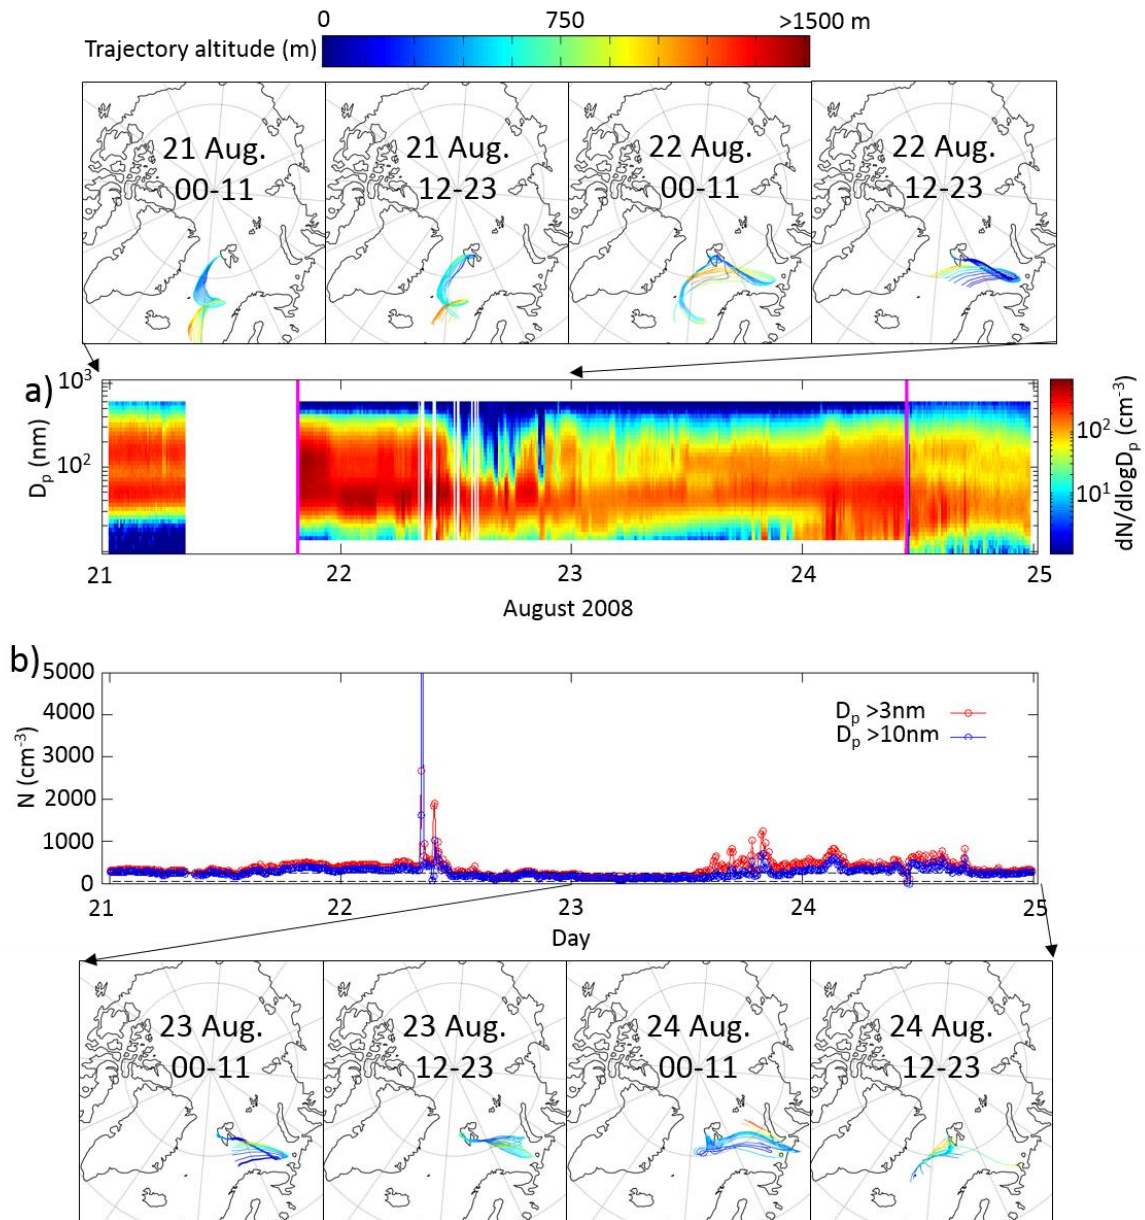 0 750 >1500 m
Trajectory altitude (m)
21 Aug.
00-11
21 Aug.
12-23
22 Aug.
00-11
22 Aug.
12-23
a)
10³
10²
D_p (nm)
21 22 23 24 25
August 2008
10²
10¹
dN/dlogD_p (cm⁻³)
b)
5000
4000
3000
2000
1000
0
N (cm⁻³)
D_p >3nm
D_p >10nm
21 22 23 24 25
Day
23 Aug.
00-11
23 Aug.
12-23
24 Aug.
00-11
24 Aug.
12-23